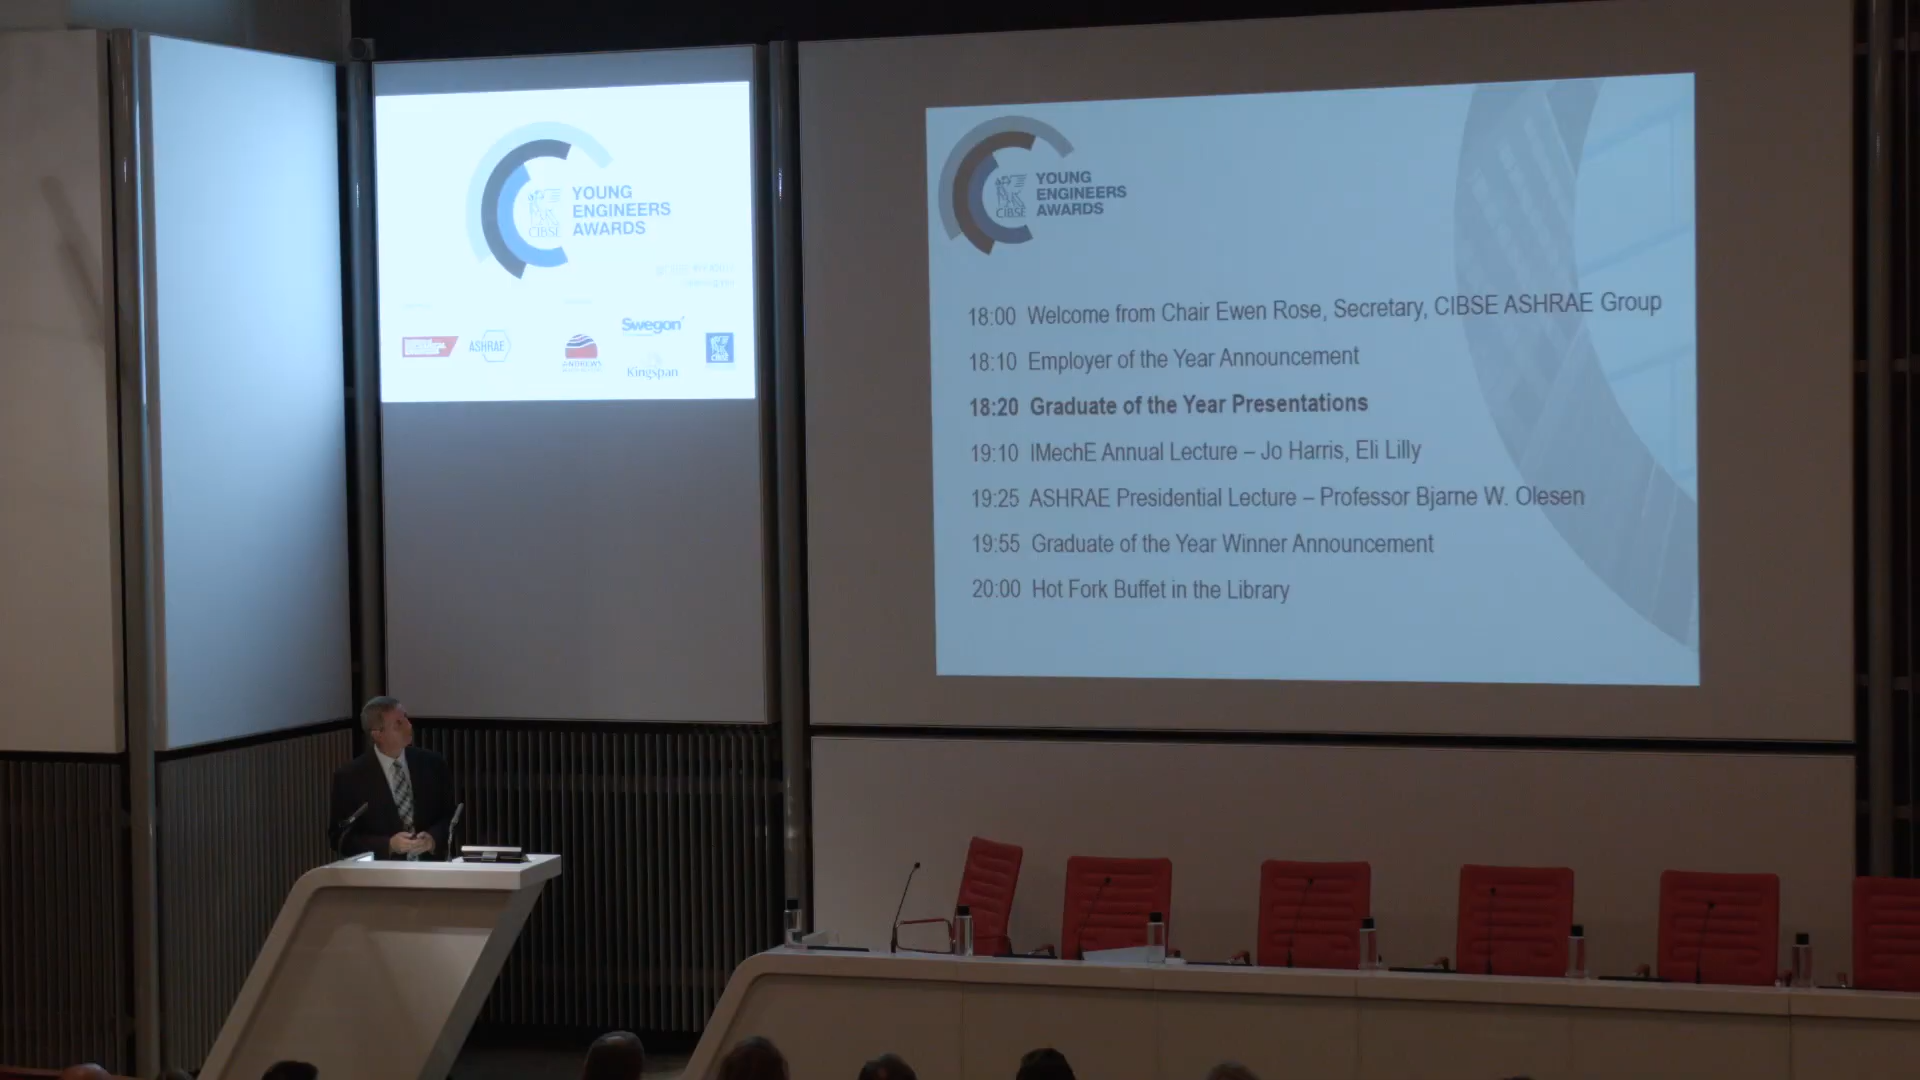 YOUNG
ENGINEERS
AWARDS
CIBSE
ASHRAE
Swegon
ANDREWS
Kingspan
CIBSE
YOUNG
ENGINEERS
AWARDS
CIBSE
18:00 Welcome from Chair Ewen Rose, Secretary, CIBSE ASHRAE Group
18:10 Employer of the Year Announcement
18:20 Graduate of the Year Presentations
19:10 IMechE Annual Lecture – Jo Harris, Eli Lilly
19:25 ASHRAE Presidential Lecture – Professor Bjarne W. Olesen
19:55 Graduate of the Year Winner Announcement
20:00 Hot Fork Buffet in the Library